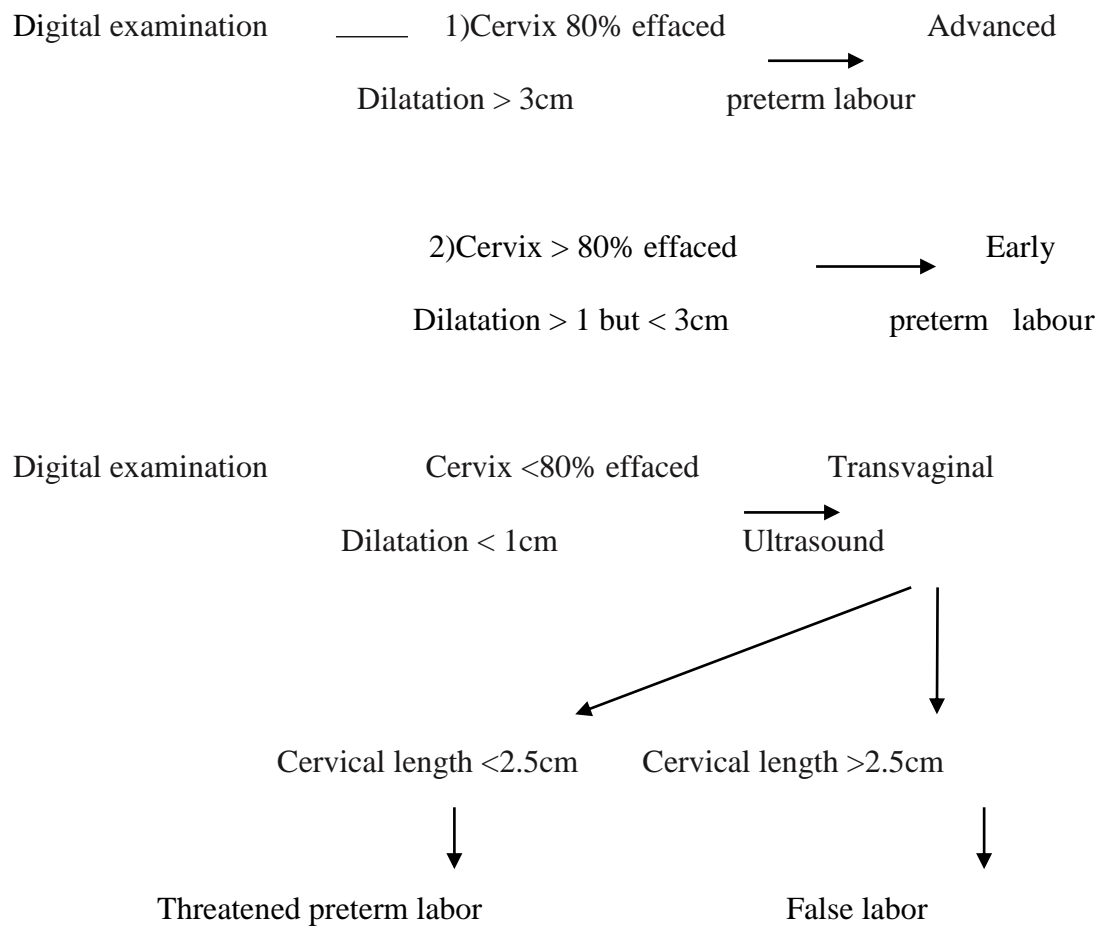 Digital examination 1)Cervix 80% effaced Advanced
Dilatation > 3cm preterm labour
2)Cervix > 80% effaced Early
Dilatation > 1 but < 3cm preterm labour
Digital examination Cervix <80% effaced Transvaginal
Dilatation < 1cm Ultrasound
Cervical length <2.5cm Cervical length >2.5cm
Threatened preterm labor False labor